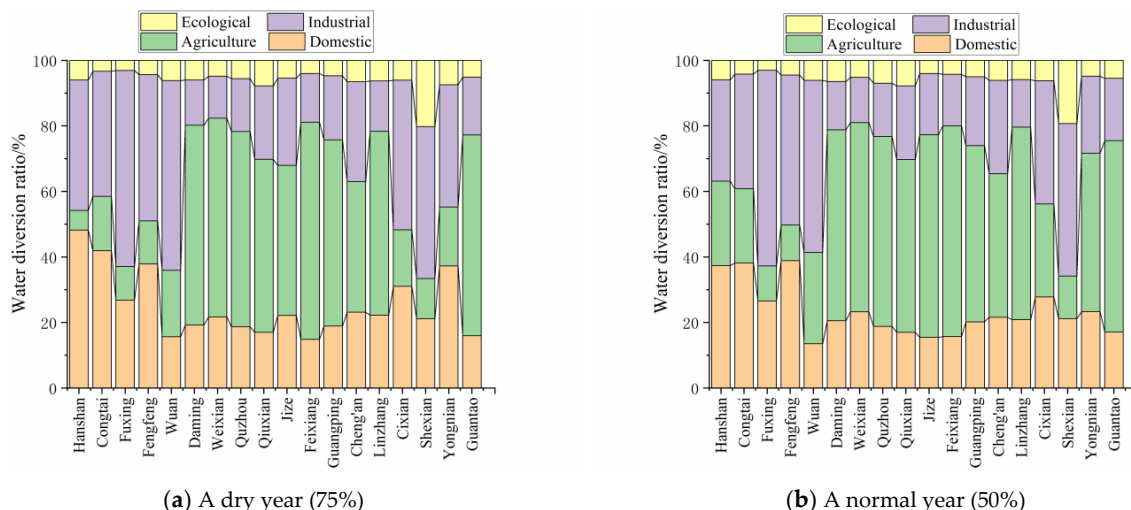 Ecological Industrial
Agriculture Domestic
Water diversion ratio/%
100
80
60
40
20
0
Hanshan
Congtai
Fuxing
Fengfeng
Wuan
Daming
Weixian
Quzhou
Qiuxian
Jize
Feixiang
Guangping
Cheng'an
Linzhang
Cixian
Shexian
Yongnian
Guantao
(a) A dry year (75%)
Ecological Industrial
Agriculture Domestic
Water diversion ratio/%
100
80
60
40
20
0
Hanshan
Congtai
Fuxing
Fengfeng
Wuan
Daming
Weixian
Quzhou
Qiuxian
Jize
Feixiang
Guangping
Cheng'an
Linzhang
Cixian
Shexian
Yongnian
Guantao
(b) A normal year (50%)